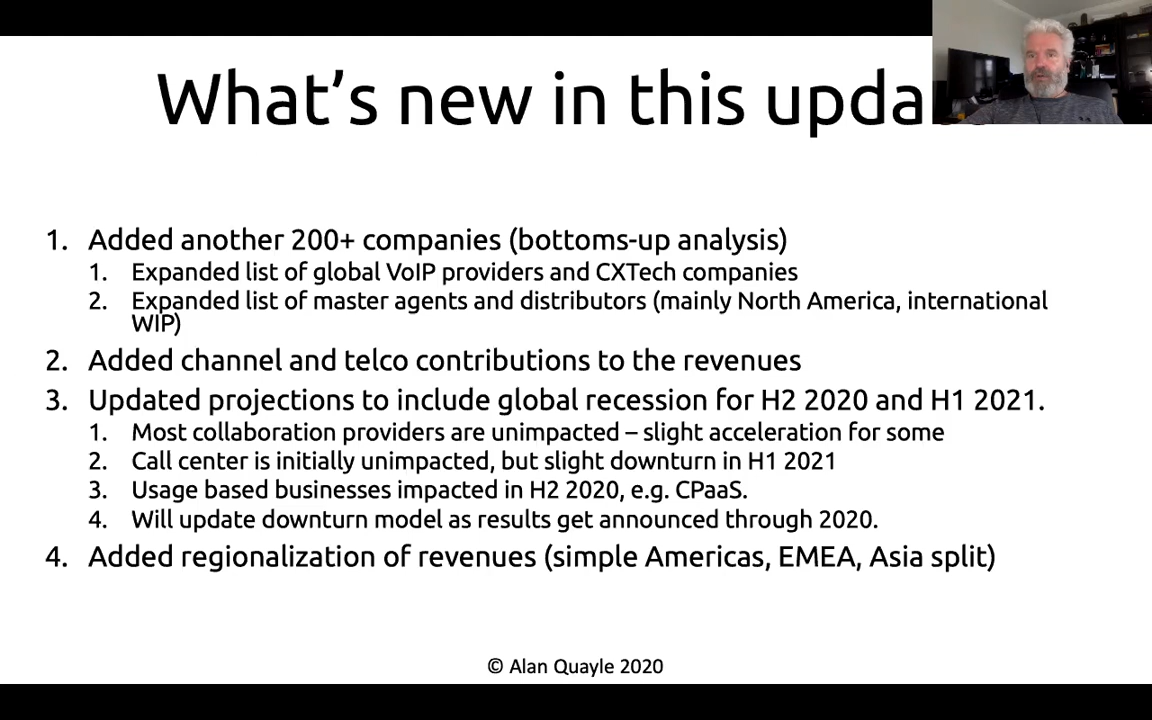 What's new in this upda
1. Added another 200+ companies (bottoms-up analysis)
1. Expanded list of global VoIP providers and CXTech companies
2. Expanded list of master agents and distributors (mainly North America, international
WIP)
2. Added channel and telco contributions to the revenues
3. Updated projections to include global recession for H2 2020 and H1 2021.
1. Most collaboration providers are unimpacted – slight acceleration for some
2. Call center is initially unimpacted, but slight downturn in H1 2021
3. Usage based businesses impacted in H2 2020, e.g. CPaaS.
4. Will update downturn model as results get announced through 2020.
4. Added regionalization of revenues (simple Americas, EMEA, Asia split)
© Alan Quayle 2020